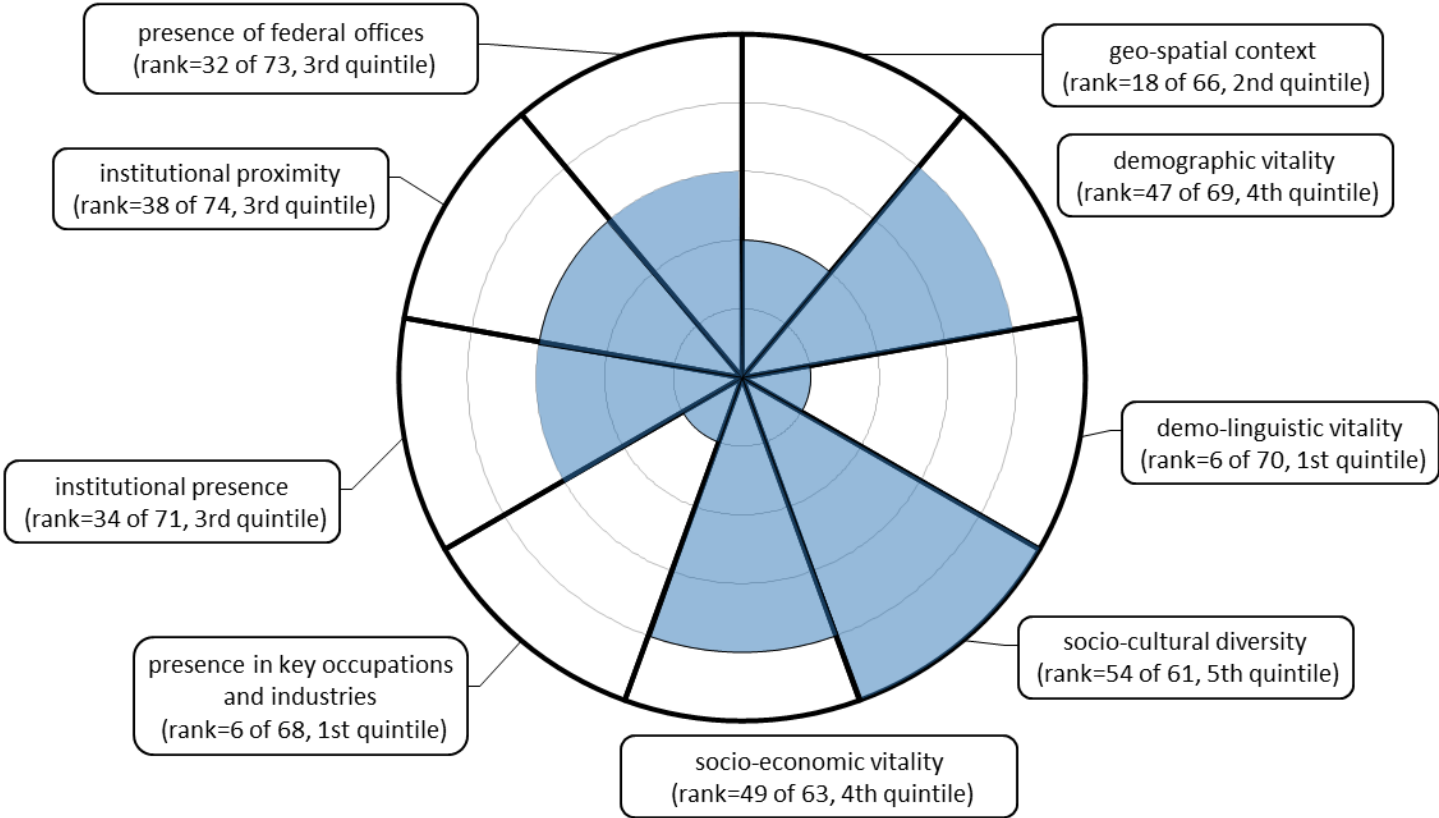 presence of federal offices
(rank=32 of 73, 3rd quintile)
geo-spatial context
(rank=18 of 66, 2nd quintile)
institutional proximity
(rank=38 of 74, 3rd quintile)
demographic vitality
(rank=47 of 69, 4th quintile)
demo-linguistic vitality
(rank=6 of 70, 1st quintile)
institutional presence
(rank=34 of 71, 3rd quintile)
socio-cultural diversity
(rank=54 of 61, 5th quintile)
presence in key occupations
and industries
(rank=6 of 68, 1st quintile)
socio-economic vitality
(rank=49 of 63, 4th quintile)